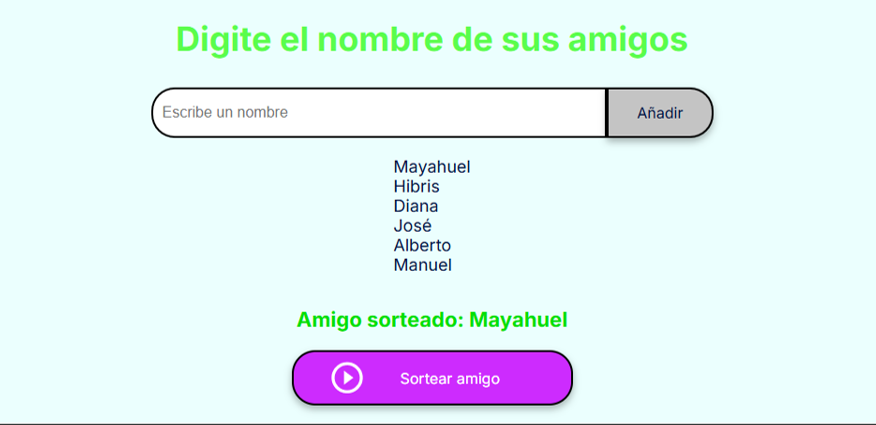 Digite el nombre de sus amigos
Escribe un nombre
Añadir
Mayahuel
Hibris
Diana
José
Alberto
Manuel
Amigo sorteado: Mayahuel
Sortear amigo